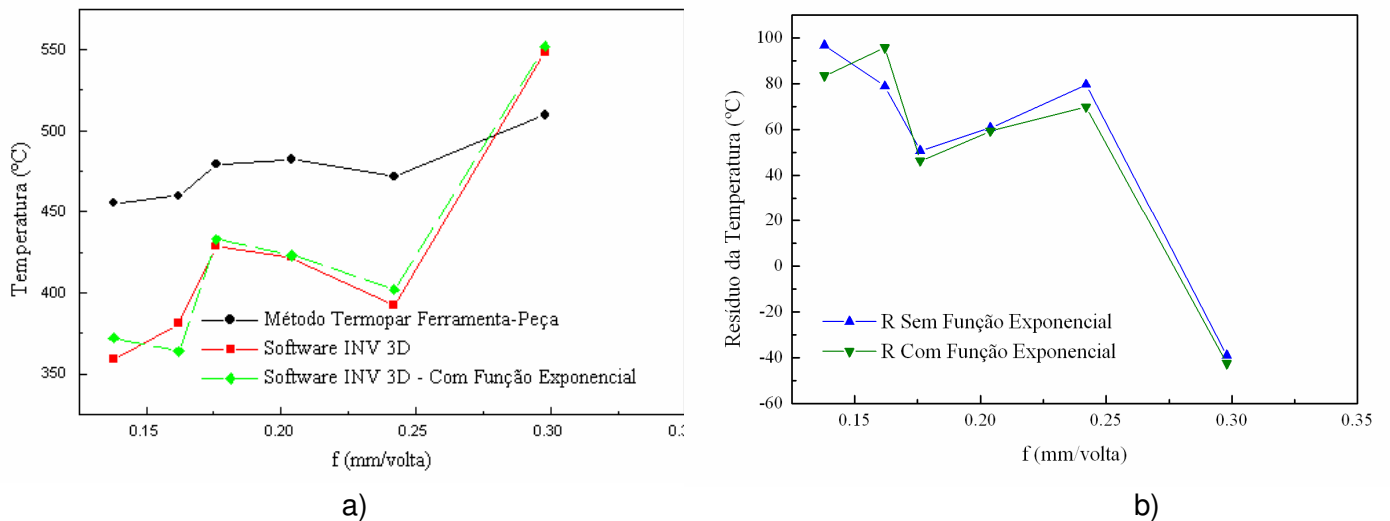 550
500
450
400
350
Temperatura (ºC)
Método Termopar Ferramenta-Peça
Software INV 3D
Software INV 3D - Com Função Exponencial
0.15 0.20 0.25 0.30
f (mm/volta)
a)
100
80
60
40
20
0
-20
-40
-60
Resíduo da Temperatura (°C)
R Sem Função Exponencial
R Com Função Exponencial
0.15 0.20 0.25 0.30 0.35
f (mm/volta)
b)